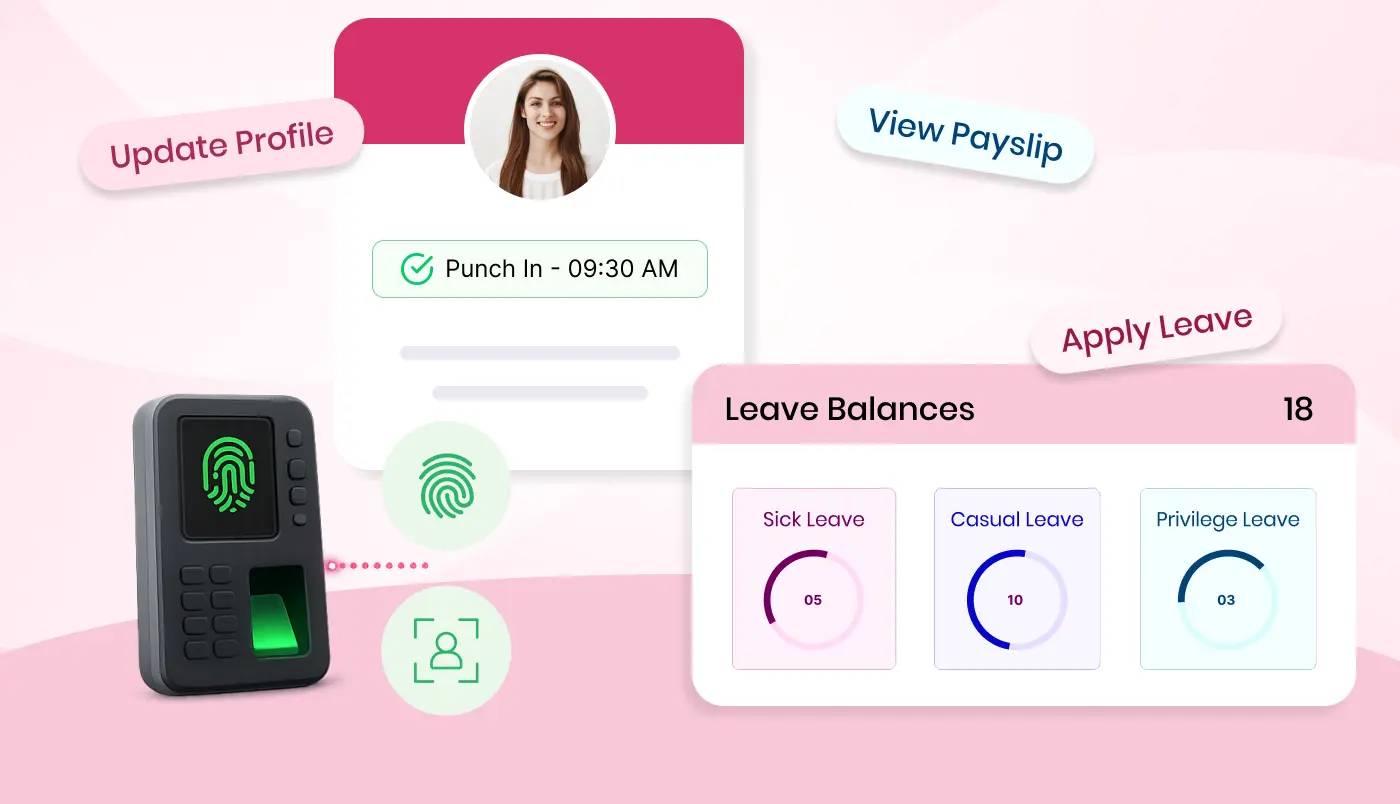 Update Profile
View Payslip
Punch In - 09:30 AM
Apply Leave
Leave Balances 18
Sick Leave Casual Leave Privilege Leave
05 10 03